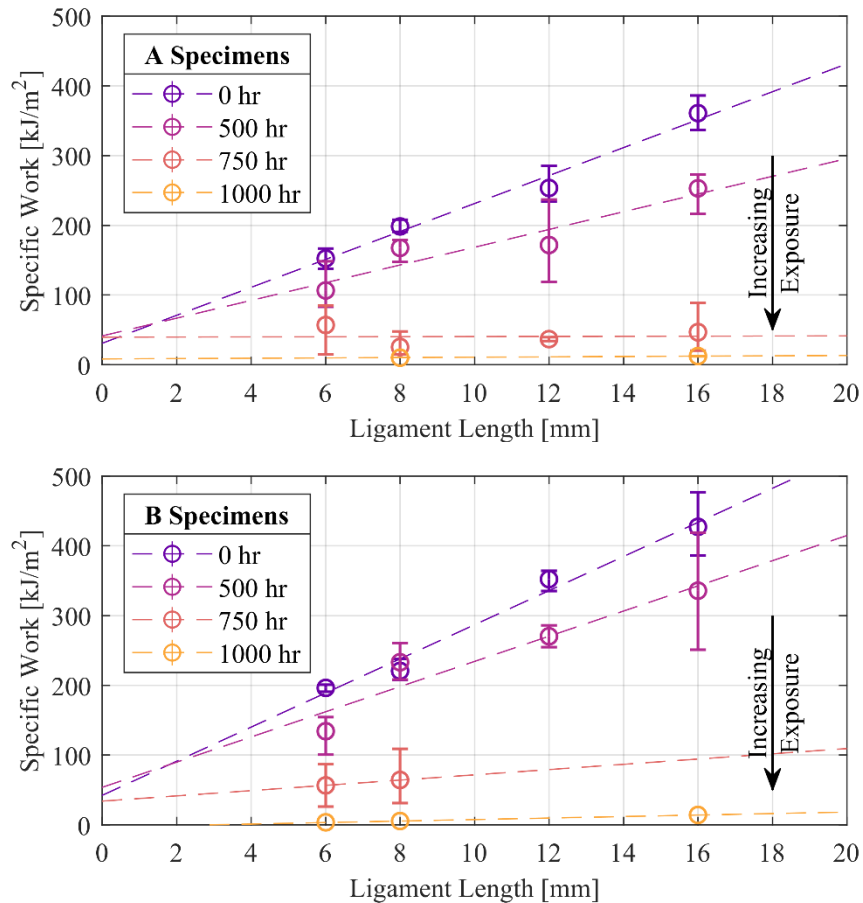 500
400
300
200
100
0
Specific Work [kJ/m²]
A Specimens
0 hr
500 hr
750 hr
1000 hr
Increasing
Exposure
0 2 4 6 8 10 12 14 16 18 20
Ligament Length [mm]
500
400
300
200
100
0
Specific Work [kJ/m²]
B Specimens
0 hr
500 hr
750 hr
1000 hr
Increasing
Exposure
0 2 4 6 8 10 12 14 16 18 20
Ligament Length [mm]